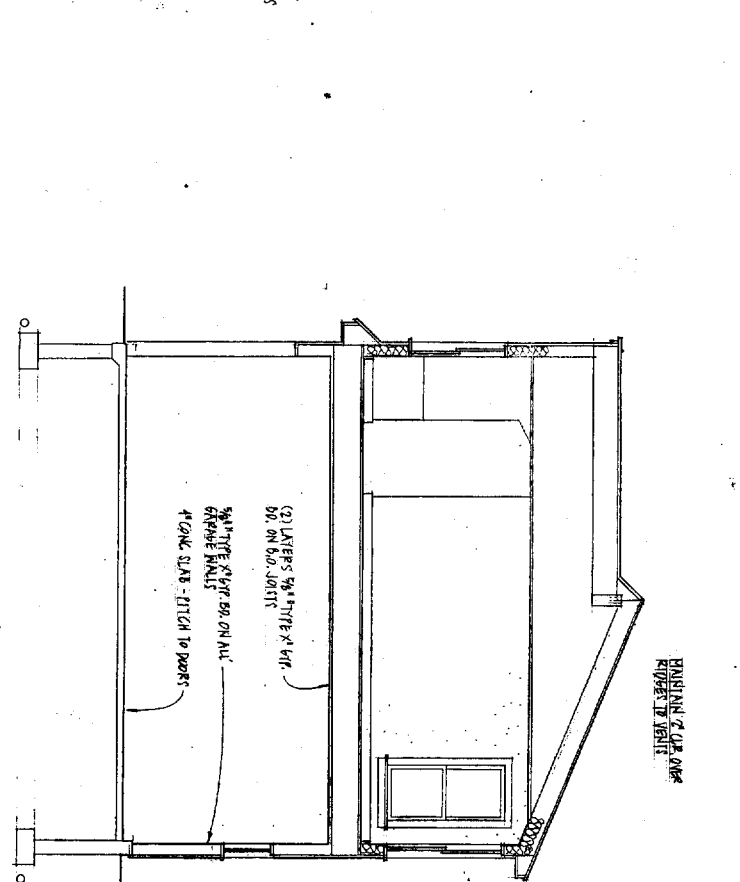 MAINTAIN 2" CLR. OVER
RIDGES TO VENTS
(2) LAYERS 5/8" TYPE 'X' GYP.
BD. ON B.O. JOISTS
5/8" TYPE 'X' GYP. BD. ON ALL
GARAGE WALLS
4" CONC. SLAB - PITCH TO DOORS